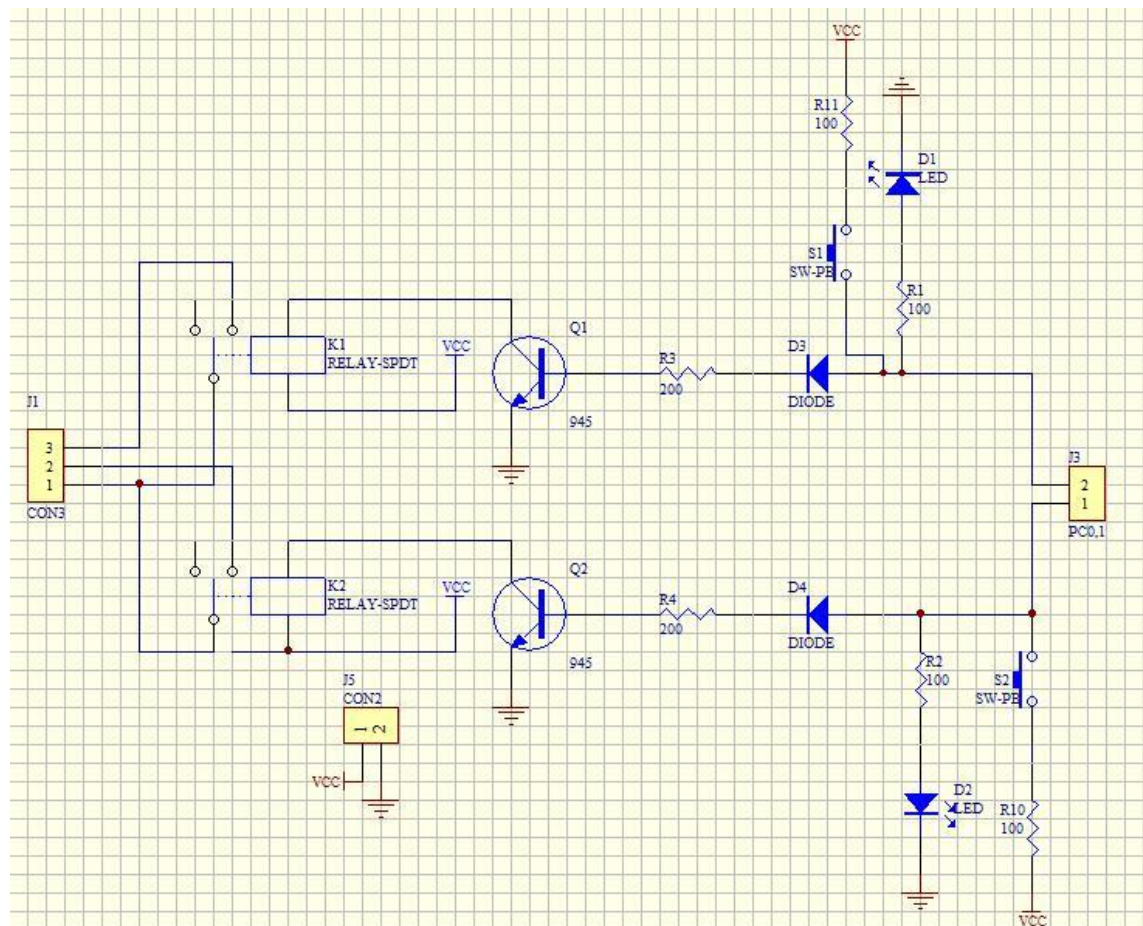 VCC
R11
100
D1
LED
S1
SW-PB
R1
100
Q1
K1
RELAY-SPDT
VCC
R3
200
D3
DIODE
945
J1
3
2
1
CON3
J3
2
1
PC0,1
Q2
K2
RELAY-SPDT
VCC
R4
200
D4
DIODE
945
R2
100
S2
SW-PB
J5
CON2
1
2
VCC
D2
LED
R10
100
VCC